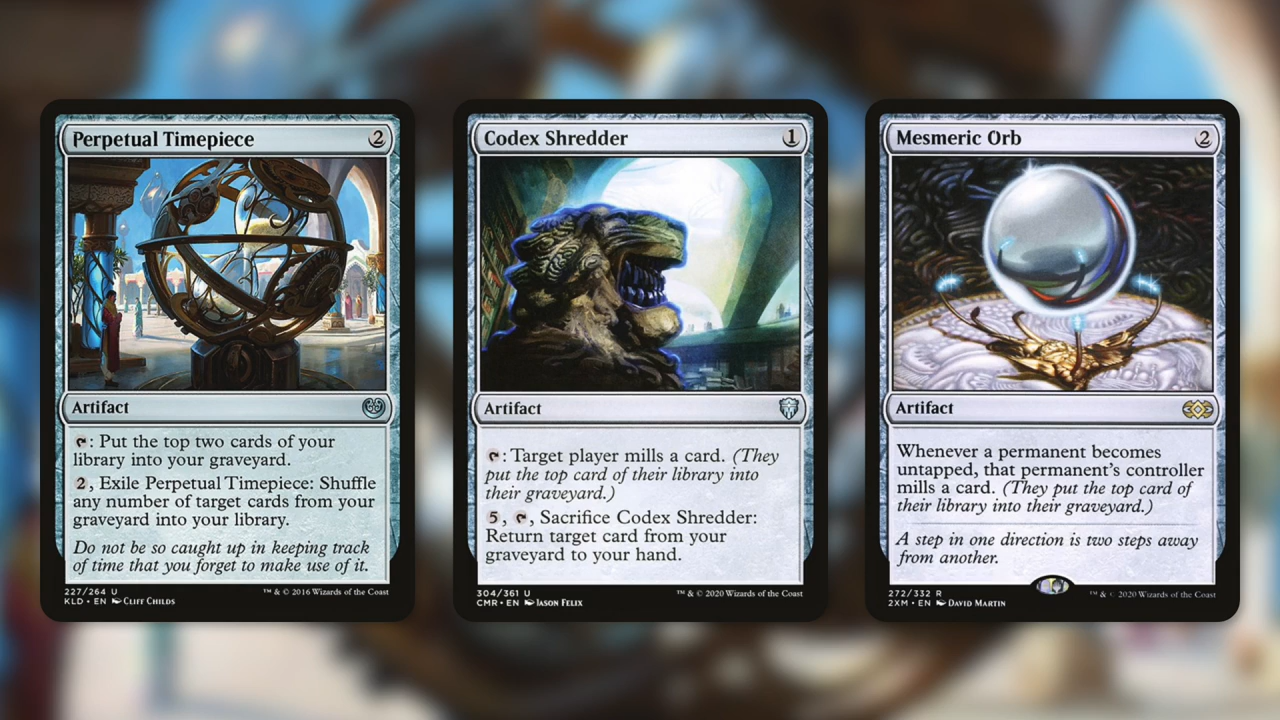 Perpetual Timepiece 2
Artifact
: Put the top two cards of your
library into your graveyard.
2, Exile Perpetual Timepiece: Shuffle
any number of target cards from your
graveyard into your library.
Do not be so caught up in keeping track
of time that you forget to make use of it.
227/264 U
KLD • EN Cliff Childs
™ & © 2016 Wizards of the Coast
Codex Shredder 1
Artifact
: Target player mills a card. (They
put the top card of their library into
their graveyard.)
5, , Sacrifice Codex Shredder:
Return target card from your
graveyard to your hand.
304/361 U
CMR • EN Jason Felix
™ & © 2020 Wizards of the Coast
Mesmeric Orb 2
Artifact
Whenever a permanent becomes
untapped, that permanent's controller
mills a card. (They put the top card of
their library into their graveyard.)
A step in one direction is two steps away
from another.
272/332 R
2XM • EN David Martin
™ & © 2020 Wizards of the Coast